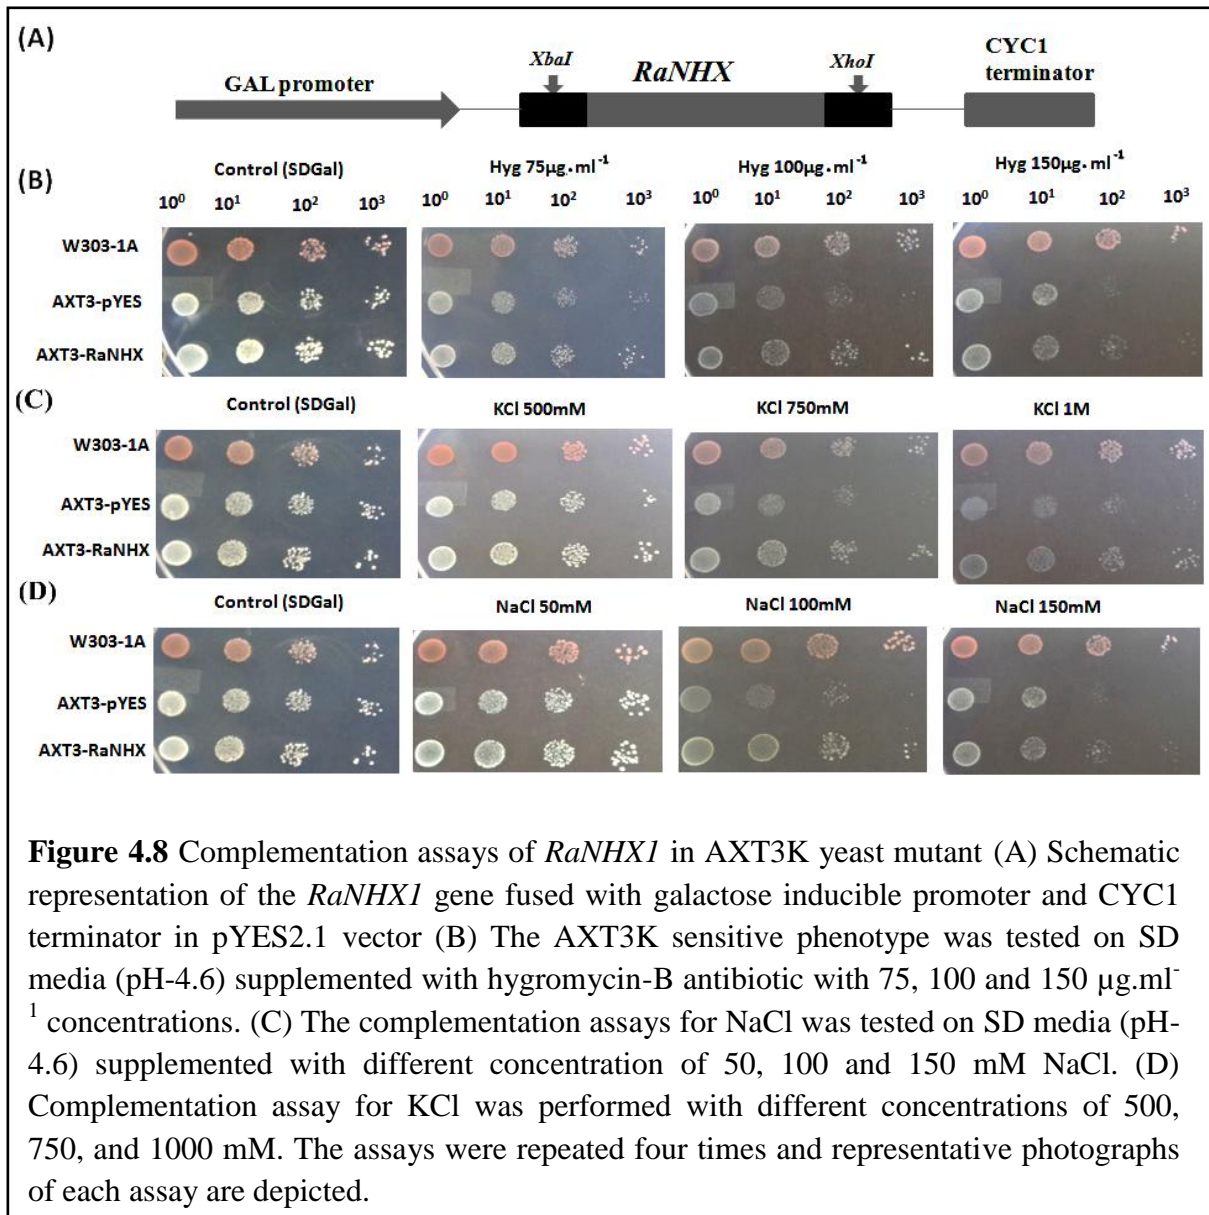 (A)
GAL promoter
XbaI
RaNHX
XhoI
CYC1
terminator
(B)
Control (SDGal)
Hyg 75µg.ml⁻¹
Hyg 100µg.ml⁻¹
Hyg 150µg.ml⁻¹
10⁰ 10¹ 10² 10³ 10⁰ 10¹ 10² 10³ 10⁰ 10¹ 10² 10³ 10⁰ 10¹ 10² 10³
W303-1A
AXT3-pYES
AXT3-RaNHX
(C)
Control (SDGal)
KCl 500mM
KCl 750mM
KCl 1M
W303-1A
AXT3-pYES
AXT3-RaNHX
(D)
Control (SDGal)
NaCl 50mM
NaCl 100mM
NaCl 150mM
W303-1A
AXT3-pYES
AXT3-RaNHX
Figure 4.8 Complementation assays of RaNHX1 in AXT3K yeast mutant (A) Schematic
representation of the RaNHX1 gene fused with galactose inducible promoter and CYC1
terminator in pYES2.1 vector (B) The AXT3K sensitive phenotype was tested on SD
media (pH-4.6) supplemented with hygromycin-B antibiotic with 75, 100 and 150 µg.ml⁻
¹ concentrations. (C) The complementation assays for NaCl was tested on SD media (pH-
4.6) supplemented with different concentration of 50, 100 and 150 mM NaCl. (D)
Complementation assay for KCl was performed with different concentrations of 500,
750, and 1000 mM. The assays were repeated four times and representative photographs
of each assay are depicted.